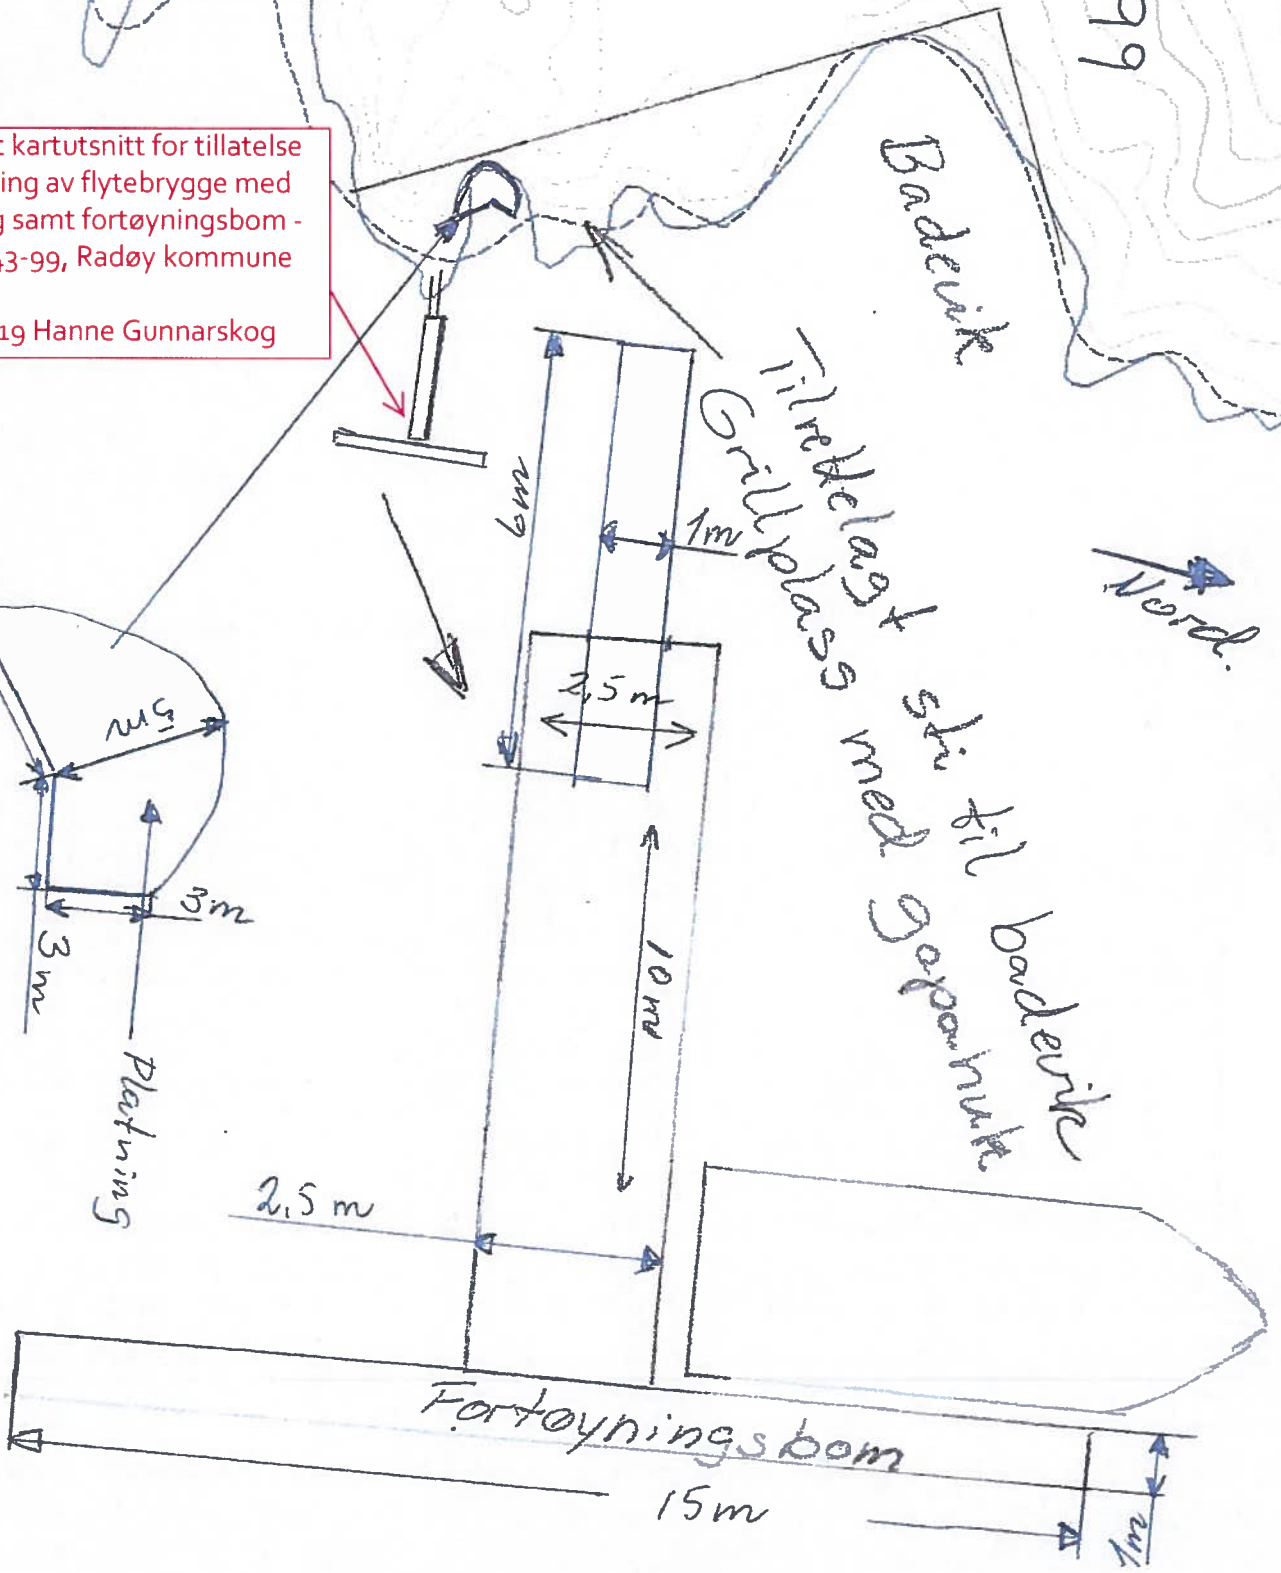 99
t kartutsnitt for tillatelse
ing av flytebrygge med
g samt fortøyningsbom -
43-99, Radøy kommune
19 Hanne Gunnarskog
Badevik
Tilrettelagt sti til badevik
Grillplass med gapahuk
Nord.
6m
1m
2,5m
5m
3m
3m
Platning
10m
2,5m
Fortøyningsbom
15m
1m